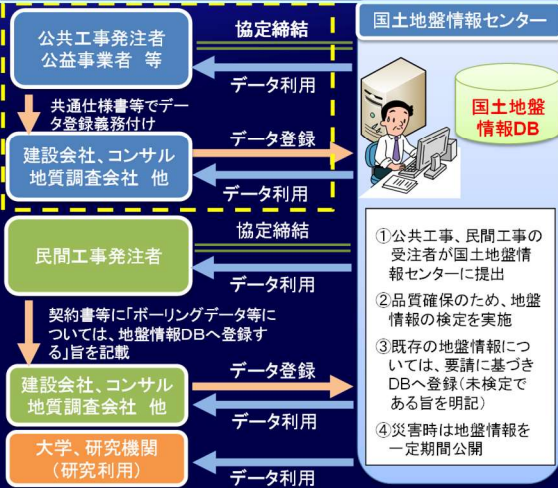 公共工事発注者
公益事業者 等
協定締結
データ利用
共通仕様書等でデー
タ登録義務付け
建設会社、コンサル
地質調査会社 他
データ登録
データ利用
民間工事発注者
協定締結
データ利用
契約書等に「ボーリングデータ等に
ついては、地盤情報DBへ登録す
る」旨を記載
建設会社、コンサル
地質調査会社 他
データ登録
データ利用
大学、研究機関
(研究利用)
データ利用
国土地盤情報センター
国土地盤
情報DB
①公共工事、民間工事の
受注者が国土地盤情
報センターに提出
②品質確保のため、地盤
情報の検定を実施
③既存の地盤情報につ
いては、要請に基づき
DBへ登録(未検定で
ある旨を明記)
④災害時は地盤情報を
一定期間公開